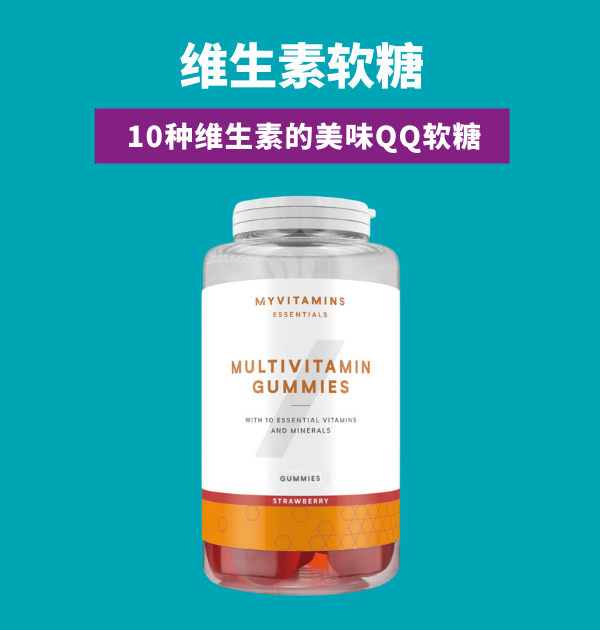 维生素软糖
10种维生素的美味QQ软糖
MYVITAMINS
ESSENTIALS
MULTIVITAMIN
GUMMIES
WITH 10 ESSENTIAL VITAMINS
AND MINERALS
GUMMIES
STRAWBERRY